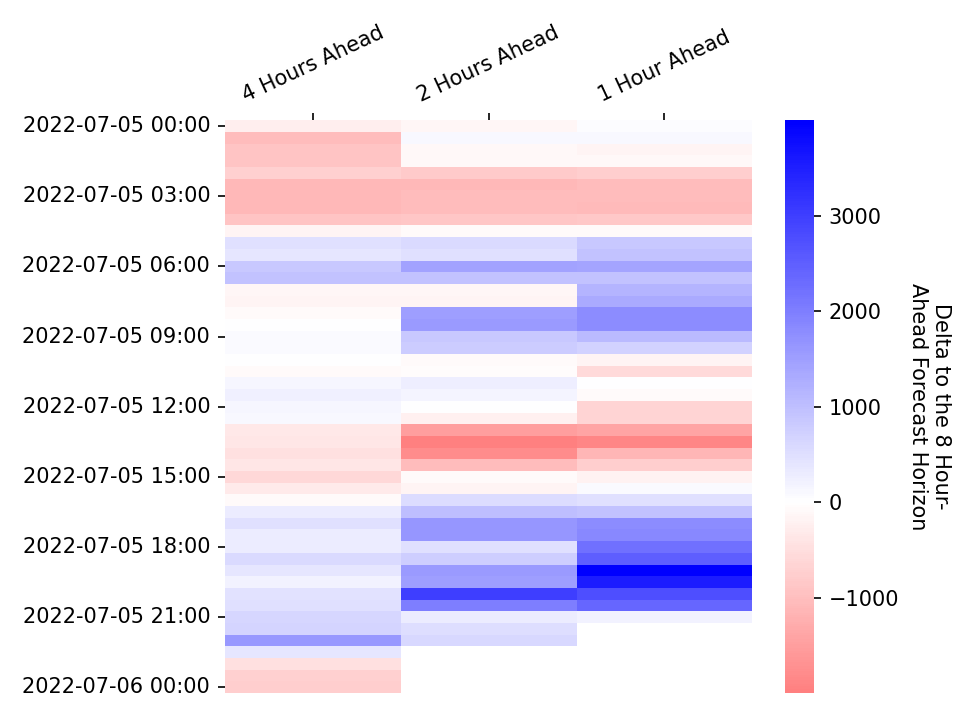 4 Hours Ahead
2 Hours Ahead
1 Hour Ahead
2022-07-05 00:00
2022-07-05 03:00
2022-07-05 06:00
2022-07-05 09:00
2022-07-05 12:00
2022-07-05 15:00
2022-07-05 18:00
2022-07-05 21:00
2022-07-06 00:00
3000
2000
1000
0
−1000
Delta to the 8 Hour-
Ahead Forecast Horizon